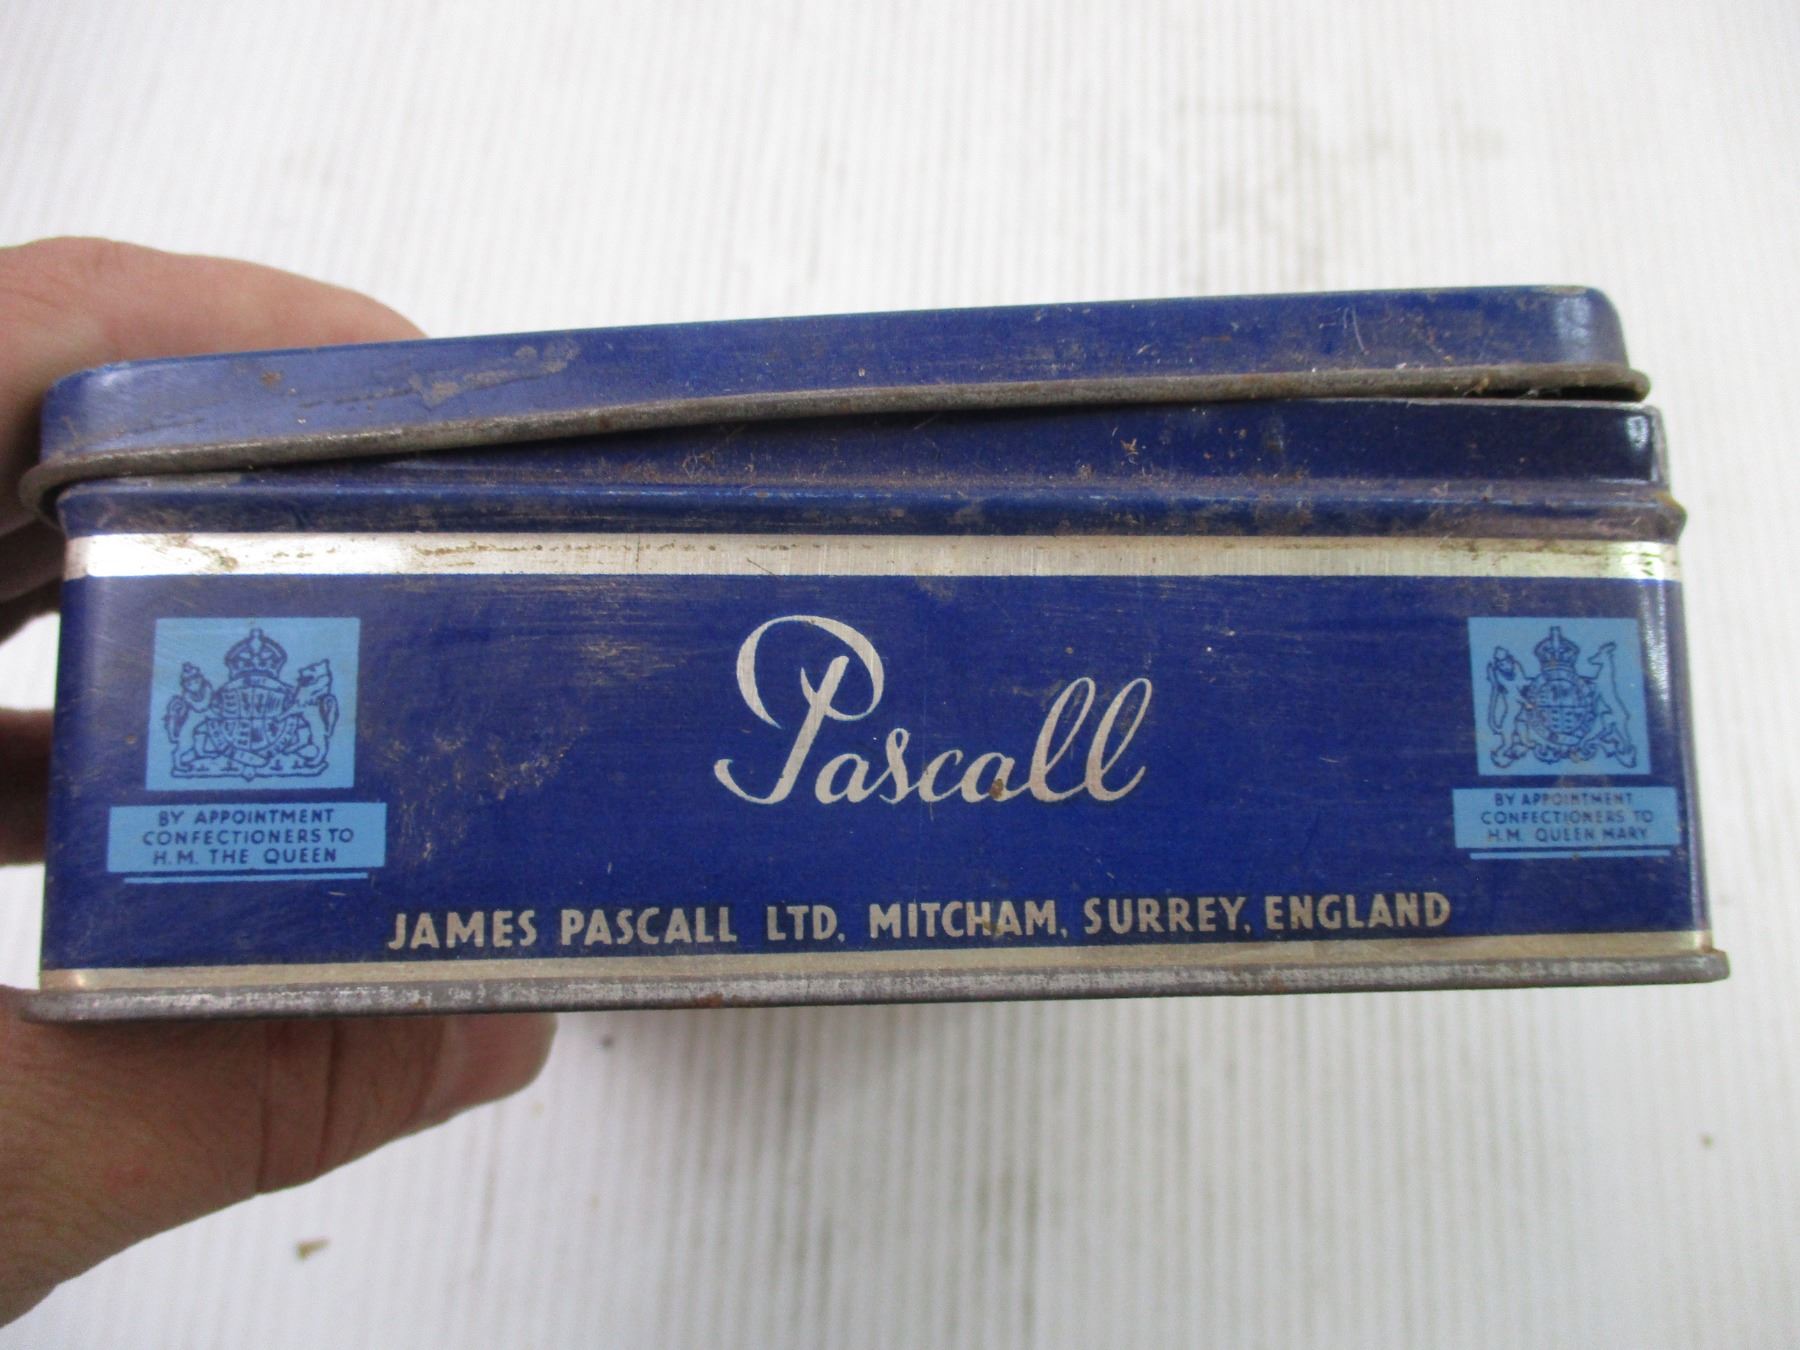 Pascall
BY APPOINTMENT
CONFECTIONERS TO
H.M. THE QUEEN
BY APPOINTMENT
CONFECTIONERS TO
H.M. QUEEN MARY
JAMES PASCALL LTD. MITCHAM, SURREY, ENGLAND